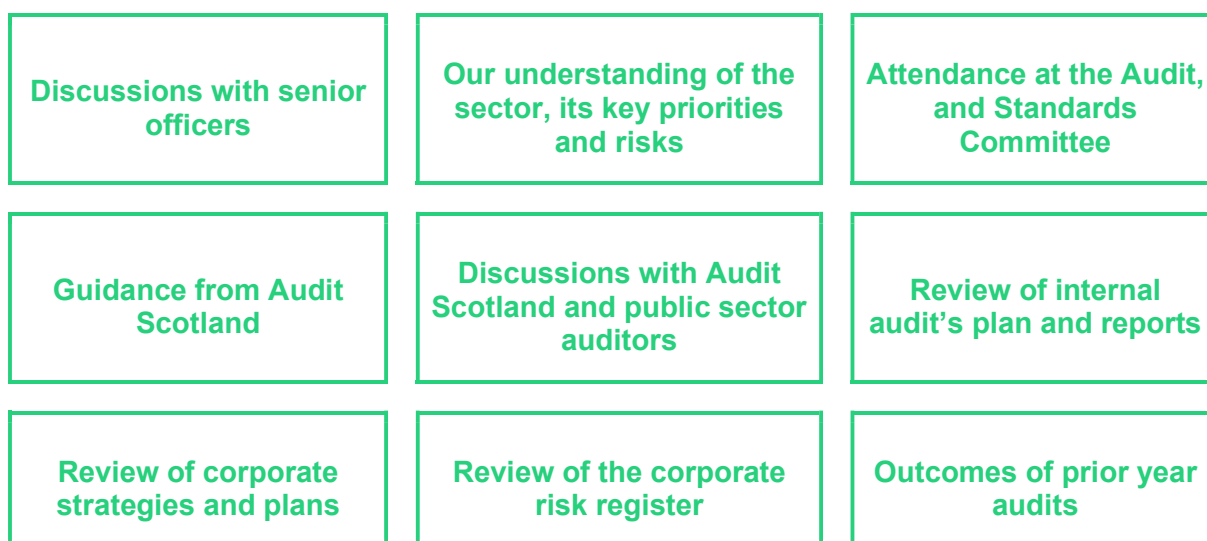 Discussions with senior
officers
Our understanding of the
sector, its key priorities
and risks
Attendance at the Audit,
and Standards
Committee
Guidance from Audit
Scotland
Discussions with Audit
Scotland and public sector
auditors
Review of internal
audit’s plan and reports
Review of corporate
strategies and plans
Review of the corporate
risk register
Outcomes of prior year
audits